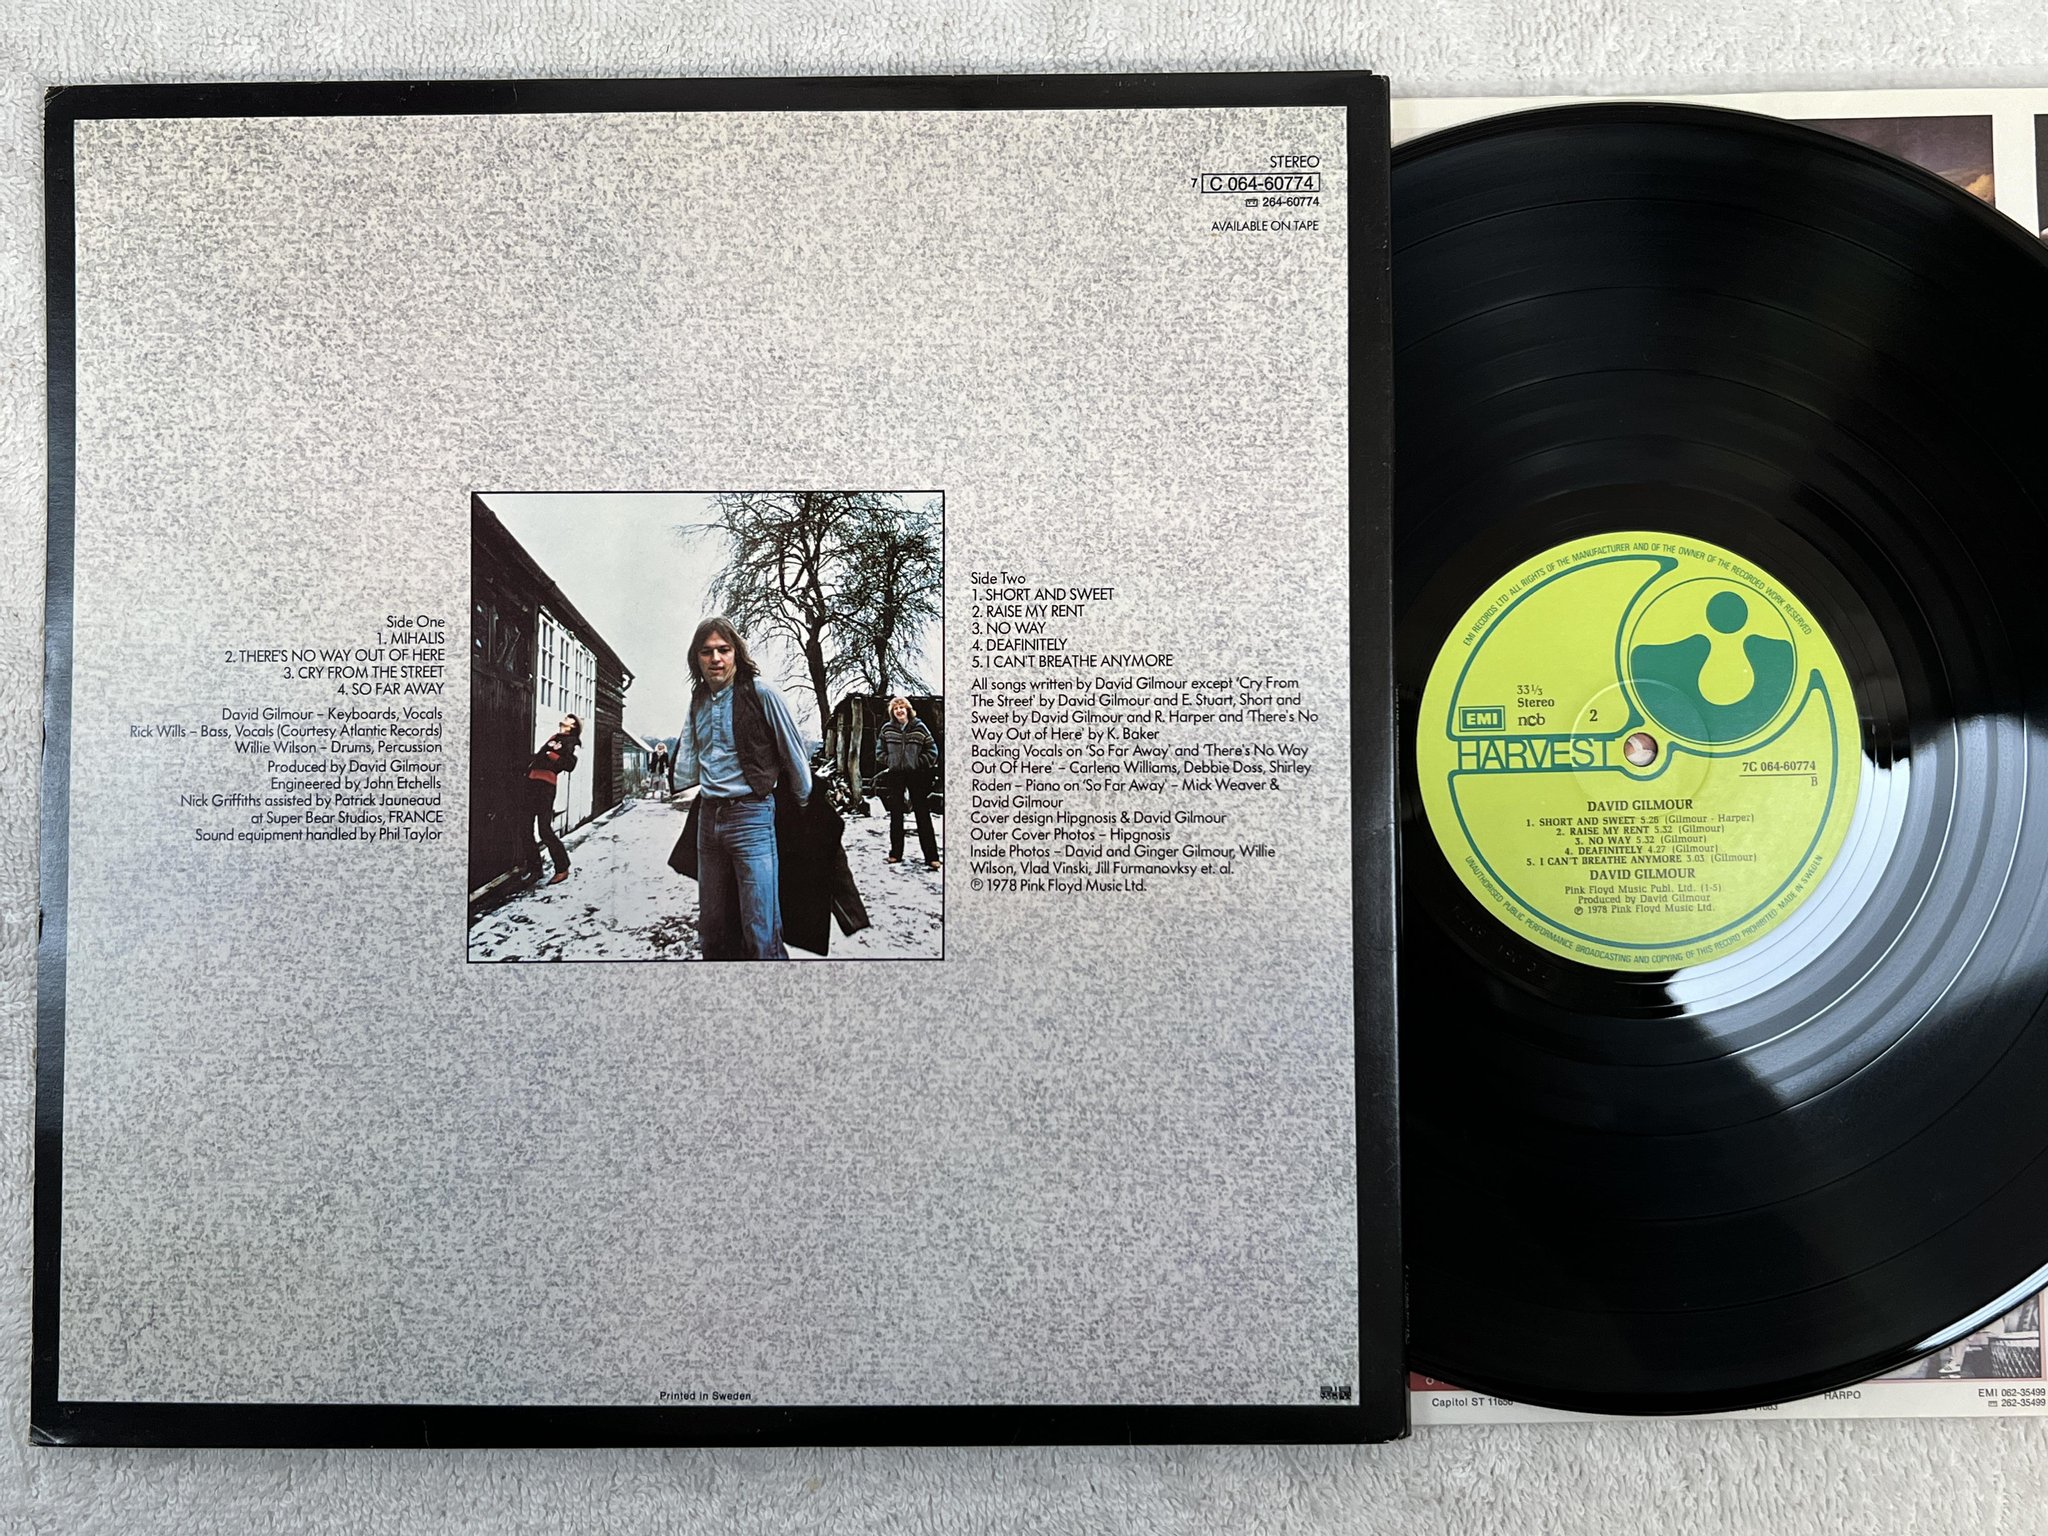 STEREO
7 C 064-60774
264-60774
AVAILABLE ON TAPE
Side One
1. MIHALIS
2. THERE'S NO WAY OUT OF HERE
3. CRY FROM THE STREET
4. SO FAR AWAY
David Gilmour – Keyboards, Vocals
Rick Wills – Bass, Vocals (Courtesy Atlantic Records)
Willie Wilson – Drums, Percussion
Produced by David Gilmour
Engineered by John Etchells
Nick Griffiths assisted by Patrick Jauneaud
at Super Bear Studios, FRANCE
Sound equipment handled by Phil Taylor
Side Two
1. SHORT AND SWEET
2. RAISE MY RENT
3. NO WAY
4. DEAFINITELY
5. I CAN'T BREATHE ANYMORE
All songs written by David Gilmour except 'Cry From
The Street' by David Gilmour and E. Stuart, Short and
Sweet by David Gilmour and R. Harper and 'There's No
Way Out of Here' by K. Baker
Backing Vocals on 'So Far Away' and 'There's No Way
Out Of Here' – Carlena Williams, Debbie Doss, Shirley
Roden – Piano on 'So Far Away' – Mick Weaver &
David Gilmour
Cover design Hipgnosis & David Gilmour
Outer Cover Photos – Hipgnosis
Inside Photos – David and Ginger Gilmour, Willie
Wilson, Vlad Vinski, Jill Furmanovksy et. al.
℗ 1978 Pink Floyd Music Ltd.
Printed in Sweden
EMI RECORDS LTD. ALL RIGHTS OF THE MANUFACTURER AND OF THE OWNER OF THE RECORDED WORK RESERVED
33 1/3
Stereo
EMI
ncb
2
HARVEST
7C 064-60774
B
DAVID GILMOUR
1. SHORT AND SWEET 5.28 (Gilmour - Harper)
2. RAISE MY RENT 5.32 (Gilmour)
3. NO WAY 5.32 (Gilmour)
4. DEAFINITELY 4.27 (Gilmour)
5. I CAN'T BREATHE ANYMORE 3.03 (Gilmour)
DAVID GILMOUR
Pink Floyd Music Publ. Ltd. (1-5)
Produced by David Gilmour
℗ 1978 Pink Floyd Music Ltd.
UNAUTHORISED PUBLIC PERFORMANCE BROADCASTING AND COPYING OF THIS RECORD PROHIBITED MADE IN SWEDEN
Capitol ST
HARPO
EMI 062-35499
262-35499